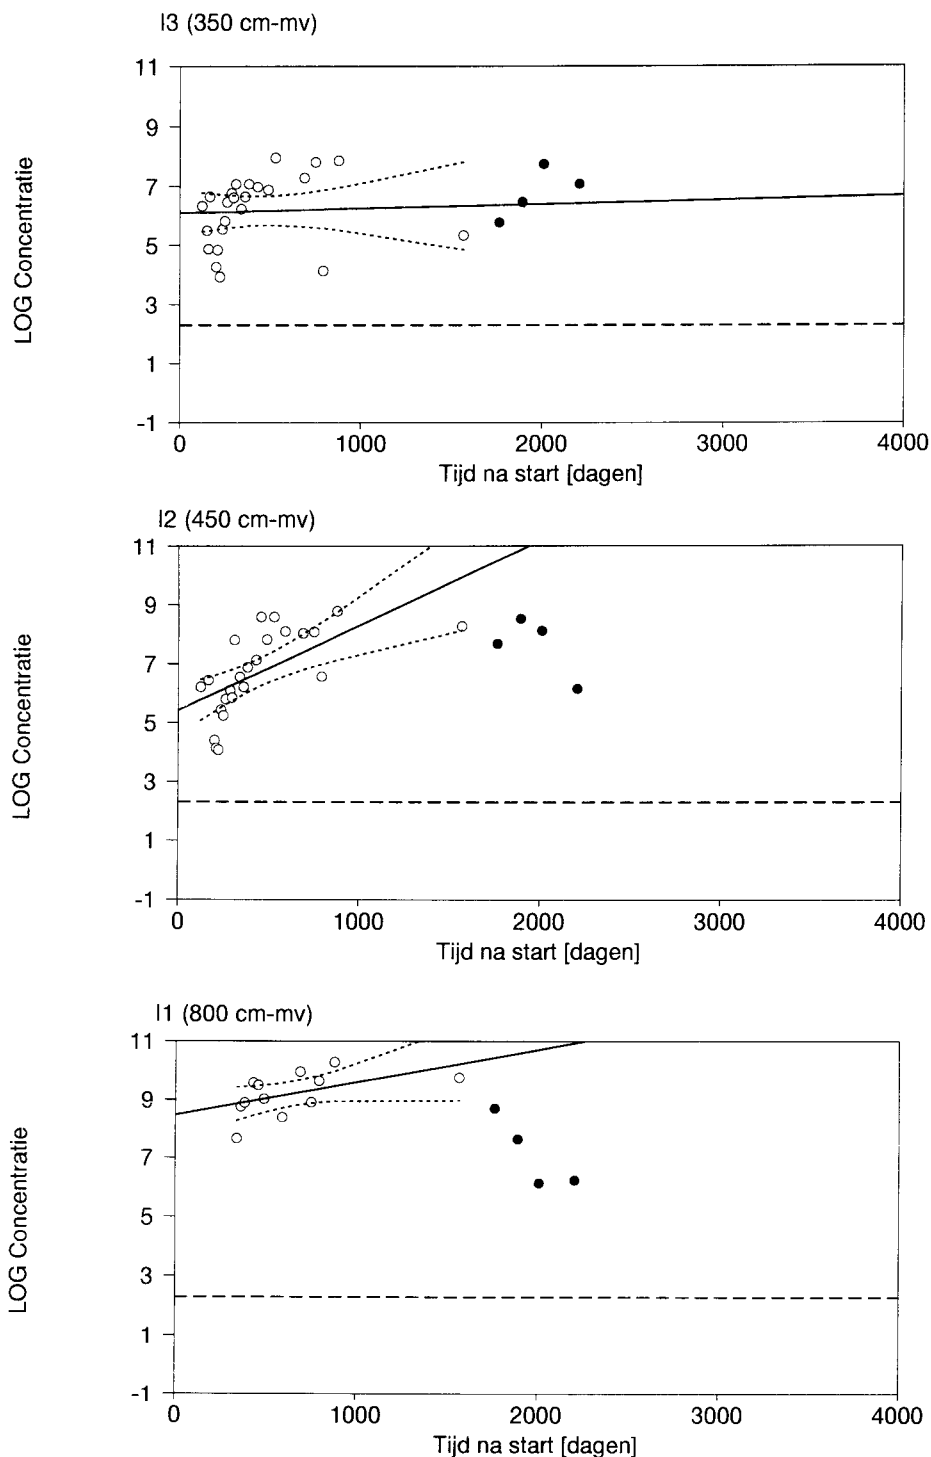 I3 (350 cm-mv)
11
9
7
5
3
1
-1
LOG Concentratie
0 1000 2000 3000 4000
Tijd na start [dagen]
I2 (450 cm-mv)
11
9
7
5
3
1
-1
LOG Concentratie
0 1000 2000 3000 4000
Tijd na start [dagen]
I1 (800 cm-mv)
11
9
7
5
3
1
-1
LOG Concentratie
0 1000 2000 3000 4000
Tijd na start [dagen]